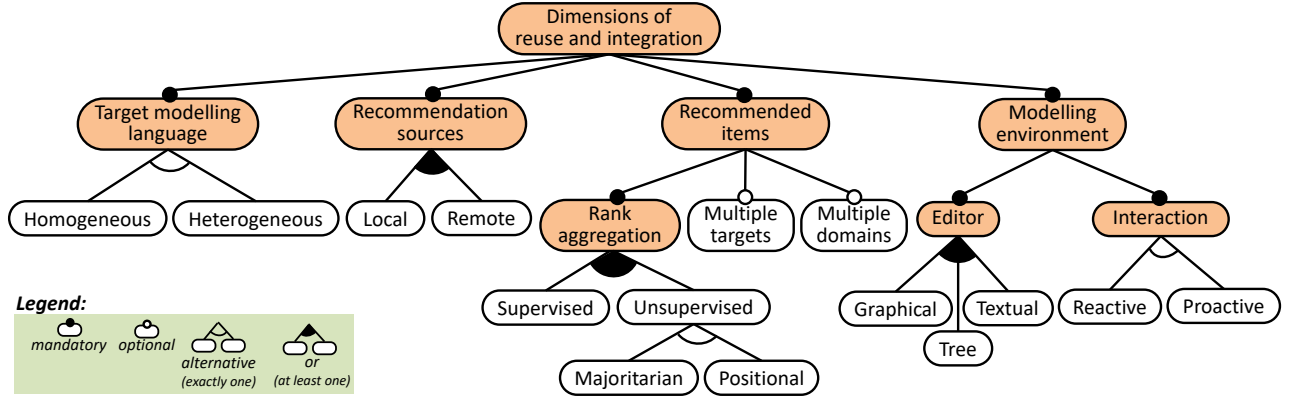 Dimensions of
reuse and integration
Target modelling
language
Recommendation
sources
Recommended
items
Modelling
environment
Homogeneous
Heterogeneous
Local
Remote
Rank
aggregation
Multiple
targets
Multiple
domains
Editor
Interaction
Supervised
Unsupervised
Graphical
Textual
Reactive
Proactive
Tree
Majoritarian
Positional
Legend:
mandatory
optional
alternative
(exactly one)
or
(at least one)